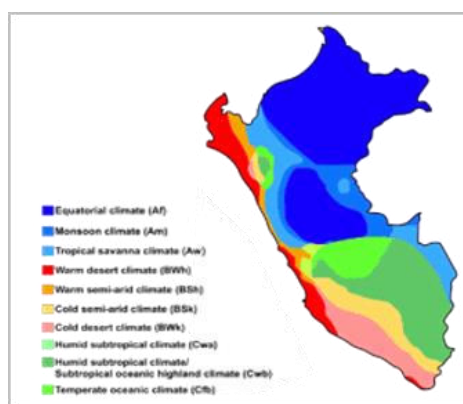 Equatorial climate (Af)
Monsoon climate (Am)
Tropical savanna climate (Aw)
Warm desert climate (BWh)
Warm semi-arid climate (BSh)
Cold semi-arid climate (BSk)
Cold desert climate (BWk)
Humid subtropical climate (Cwa)
Humid subtropical climate/
Subtropical oceanic highland climate (Cwb)
Temperate oceanic climate (Cfb)